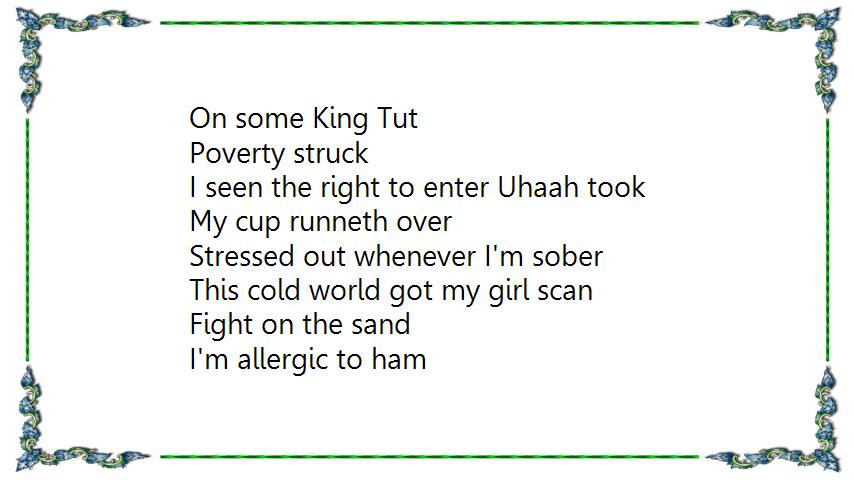 On some King Tut
Poverty struck
I seen the right to enter Uhaah took
My cup runneth over
Stressed out whenever I'm sober
This cold world got my girl scan
Fight on the sand
I'm allergic to ham